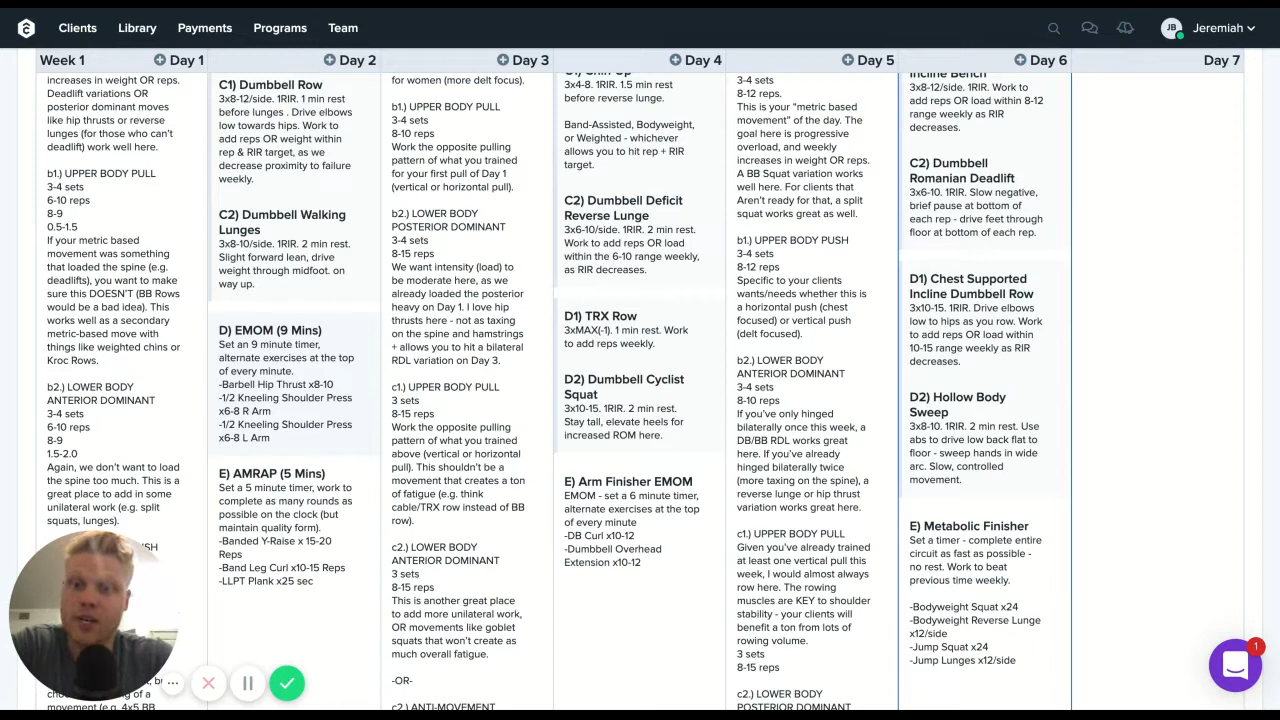 Clients
Library
Payments
Programs
Team
JB
Jeremiah
Week 1
Day 1
Day 2
Day 3
Day 4
Day 5
Day 6
Day 7
increases in weight OR reps.
Deadlift variations OR
posterior dominant moves
like hip thrusts or reverse
lunges (for those who can't
deadlift) work well here.
b1.) UPPER BODY PULL
3-4 sets
6-10 reps
8-9
0.5-1.5
If your metric based
movement was something
that loaded the spine (e.g.
deadlifts), you want to make
sure this DOESN'T (BB Rows
would be a bad idea). This
works well as a secondary
metric-based move with
things like weighted chins or
Kroc Rows.
b2.) LOWER BODY
ANTERIOR DOMINANT
3-4 sets
6-10 reps
8-9
1.5-2.0
Again, we don't want to load
the spine too much. This is a
great place to add in some
unilateral work (e.g. split
squats, lunges).
movement (e.g. 4x5 BB
C1) Dumbbell Row
3x8-12/side. 1RIR. 1 min rest
before lunges . Drive elbows
low towards hips. Work to
add reps OR weight within
rep & RIR target, as we
decrease proximity to failure
weekly.
C2) Dumbbell Walking
Lunges
3x8-10/side. 1RIR. 2 min rest.
Slight forward lean, drive
weight through midfoot. on
way up.
D) EMOM (9 Mins)
Set an 9 minute timer,
alternate exercises at the top
of every minute.
-Barbell Hip Thrust x8-10
-1/2 Kneeling Shoulder Press
x6-8 R Arm
-1/2 Kneeling Shoulder Press
x6-8 L Arm
E) AMRAP (5 Mins)
Set a 5 minute timer, work to
complete as many rounds as
possible on the clock (but
maintain quality form).
-Banded Y-Raise x 15-20
Reps
-Band Leg Curl x10-15 Reps
-LLPT Plank x25 sec
for women (more delt focus).
b1.) UPPER BODY PULL
3-4 sets
8-10 reps
Work the opposite pulling
pattern of what you trained
for your first pull of Day 1
(vertical or horizontal pull).
b2.) LOWER BODY
POSTERIOR DOMINANT
3-4 sets
8-15 reps
We want intensity (load) to
be moderate here, as we
already loaded the posterior
heavy on Day 1. I love hip
thrusts here - not as taxing
on the spine and hamstrings
+ allows you to hit a bilateral
RDL variation on Day 3.
c1.) UPPER BODY PULL
3 sets
8-15 reps
Work the opposite pulling
pattern of what you trained
above (vertical or horizontal
pull). This shouldn't be a
movement that creates a ton
of fatigue (e.g. think
cable/TRX row instead of BB
row).
c2.) LOWER BODY
ANTERIOR DOMINANT
3 sets
8-15 reps
This is another great place
to add more unilateral work,
OR movements like goblet
squats that won't create as
much overall fatigue.
-OR-
c2.) ANTI-MOVEMENT
3x4-8. 1RIR. 1.5 min rest
before reverse lunge.
Band-Assisted, Bodyweight,
or Weighted - whichever
allows you to hit rep + RIR
target.
C2) Dumbbell Deficit
Reverse Lunge
3x6-10/side. 1RIR. 2 min rest.
Work to add reps OR load
within the 6-10 range weekly,
as RIR decreases.
D1) TRX Row
3xMAX(-1). 1 min rest. Work
to add reps weekly.
D2) Dumbbell Cyclist
Squat
3x10-15. 1RIR. 2 min rest.
Stay tall, elevate heels for
increased ROM here.
E) Arm Finisher EMOM
EMOM - set a 6 minute timer,
alternate exercises at the top
of every minute
-DB Curl x10-12
-Dumbbell Overhead
Extension x10-12
3-4 sets
8-12 reps.
This is your "metric based
movement" of the day. The
goal here is progressive
overload, and weekly
increases in weight OR reps.
A BB Squat variation works
well here. For clients that
Aren't ready for that, a split
squat works great as well.
b1.) UPPER BODY PUSH
3-4 sets
8-12 reps
Specific to your clients
wants/needs whether this is
a horizontal push (chest
focused) or vertical push
(delt focused).
b2.) LOWER BODY
ANTERIOR DOMINANT
3-4 sets
8-10 reps
If you've only hinged
bilaterally once this week, a
DB/BB RDL works great
here. If you've already
hinged bilaterally twice
(more taxing on the spine), a
reverse lunge or hip thrust
variation works great here.
c1.) UPPER BODY PULL
Given you've already trained
at least one vertical pull this
week, I would almost always
row here. The rowing
muscles are KEY to shoulder
stability - your clients will
benefit a ton from lots of
rowing volume.
3 sets
8-15 reps
c2.) LOWER BODY
POSTERIOR DOMINANT
Incline Bench
3x8-12/side. 1RIR. Work to
add reps OR load within 8-12
range weekly as RIR
decreases.
C2) Dumbbell
Romanian Deadlift
3x6-10. 1RIR. Slow negative,
brief pause at bottom of
each rep - drive feet through
floor at bottom of each rep.
D1) Chest Supported
Incline Dumbbell Row
3x10-15. 1RIR. Drive elbows
low to hips as you row. Work
to add reps OR load within
10-15 range weekly as RIR
decreases.
D2) Hollow Body
Sweep
3x8-10. 1RIR. 2 min rest. Use
abs to drive low back flat to
floor - sweep hands in wide
arc. Slow, controlled
movement.
E) Metabolic Finisher
Set a timer - complete entire
circuit as fast as possible -
no rest. Work to beat
previous time weekly.
-Bodyweight Squat x24
-Bodyweight Reverse Lunge
x12/side
-Jump Squat x24
-Jump Lunges x12/side
1